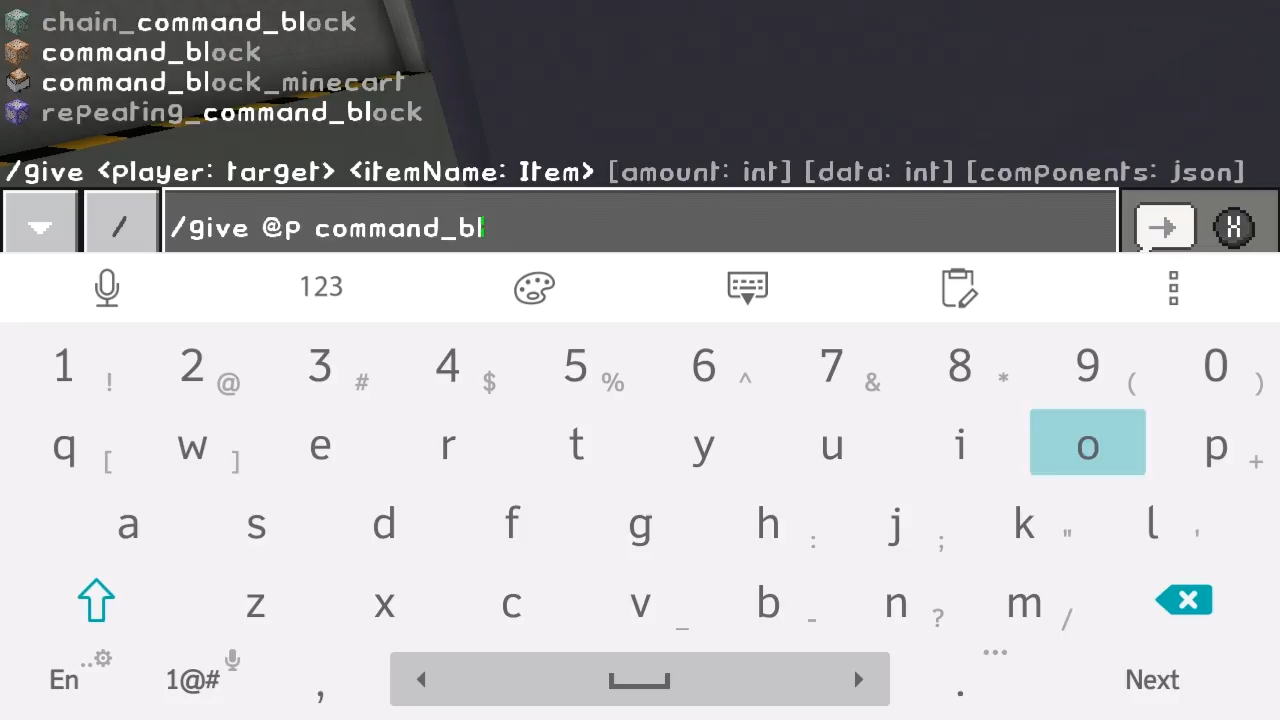 chain_command_block
command_block
command_block_minecart
repeating_command_block
/give <player: target> <itemName: Item> [amount: int] [data: int] [components: json]
/ /give @p command_bl X
123
1 ! 2 @ 3 # 4 $ 5 % 6 ^ 7 & 8 * 9 ( 0 )
q [ w ] e r t y u i o p +
a s d f g h : j ; k " l '
z x c v _ b - n ? m /
En 1@# , . Next